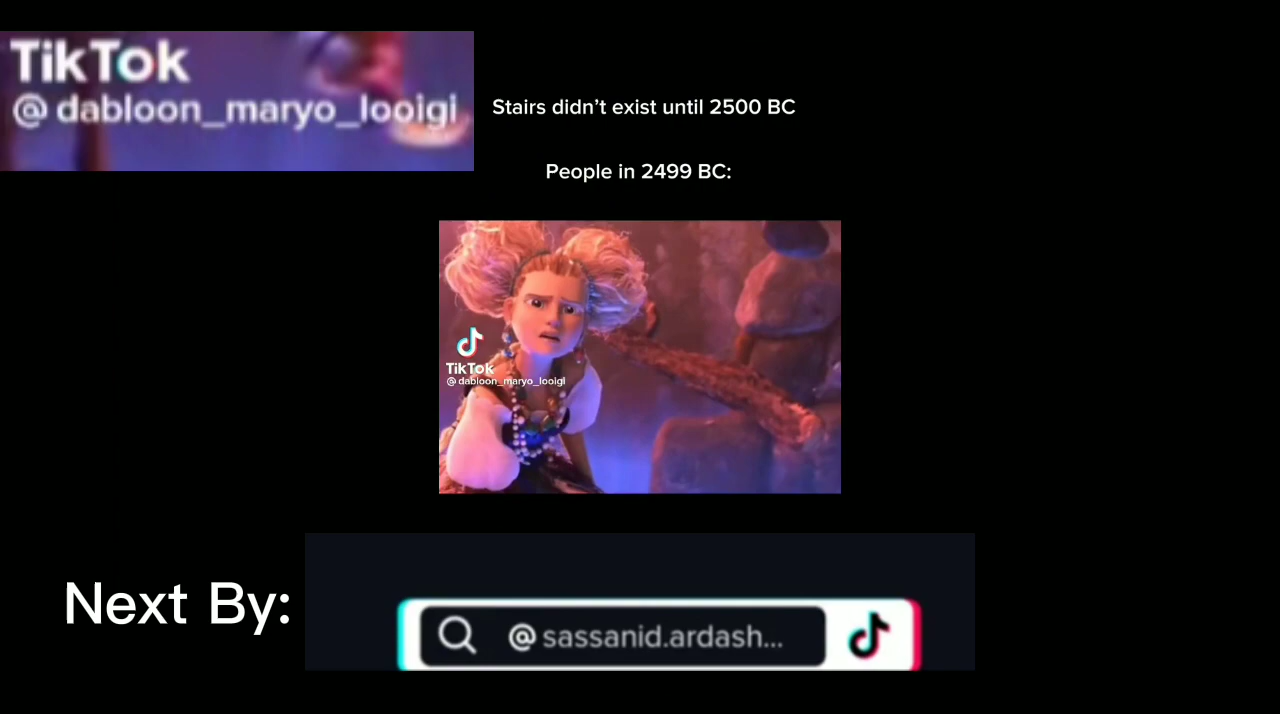 TikTok
@dabloon_maryo_looigi
Stairs didn't exist until 2500 BC
People in 2499 BC:
TikTok
@dabloon_maryo_looigi
Next By:
@sassanid.ardash...